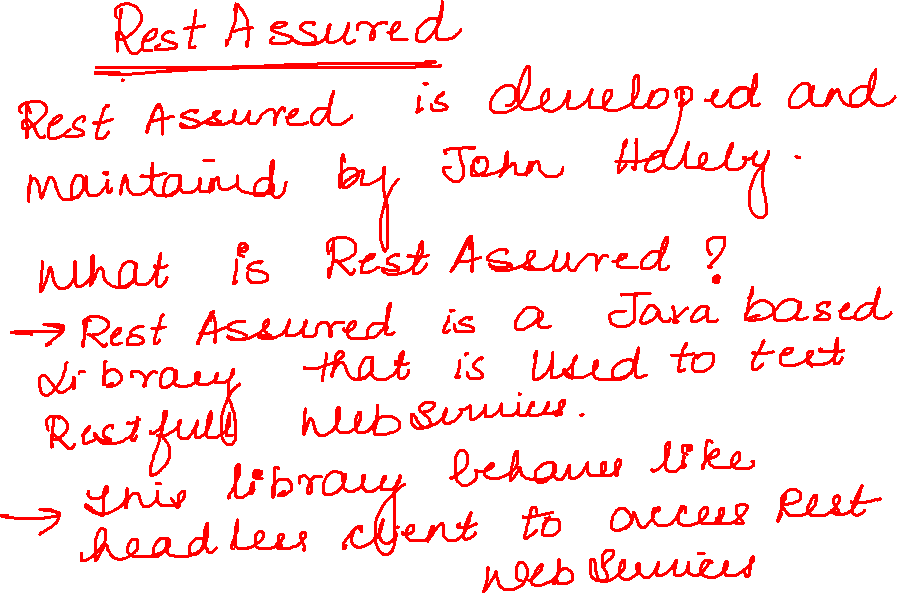 Rest Assured
Rest Assured is developed and
maintained by John Haleby.
What is Rest Assured?
→ Rest Assured is a Java based
Library that is used to test
Restfull WebServices.
→ This library behaves like
headless client to access Rest
Web Services